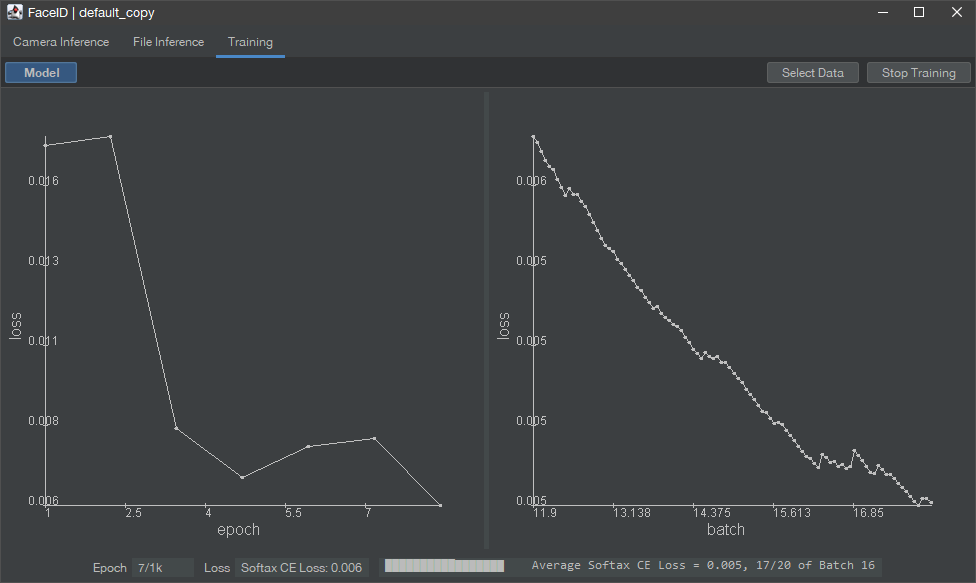 FaceID | default_copy
Camera Inference File Inference Training
Model Select Data Stop Training
loss
0.016
0.013
0.011
0.008
0.006
1 2.5 4 5.5 7
epoch
loss
0.006
0.005
0.005
0.005
0.005
11.9 13.138 14.375 15.613 16.85
batch
Epoch 7/1k Loss Softax CE Loss: 0.006 Average Softax CE Loss = 0.005, 17/20 of Batch 16